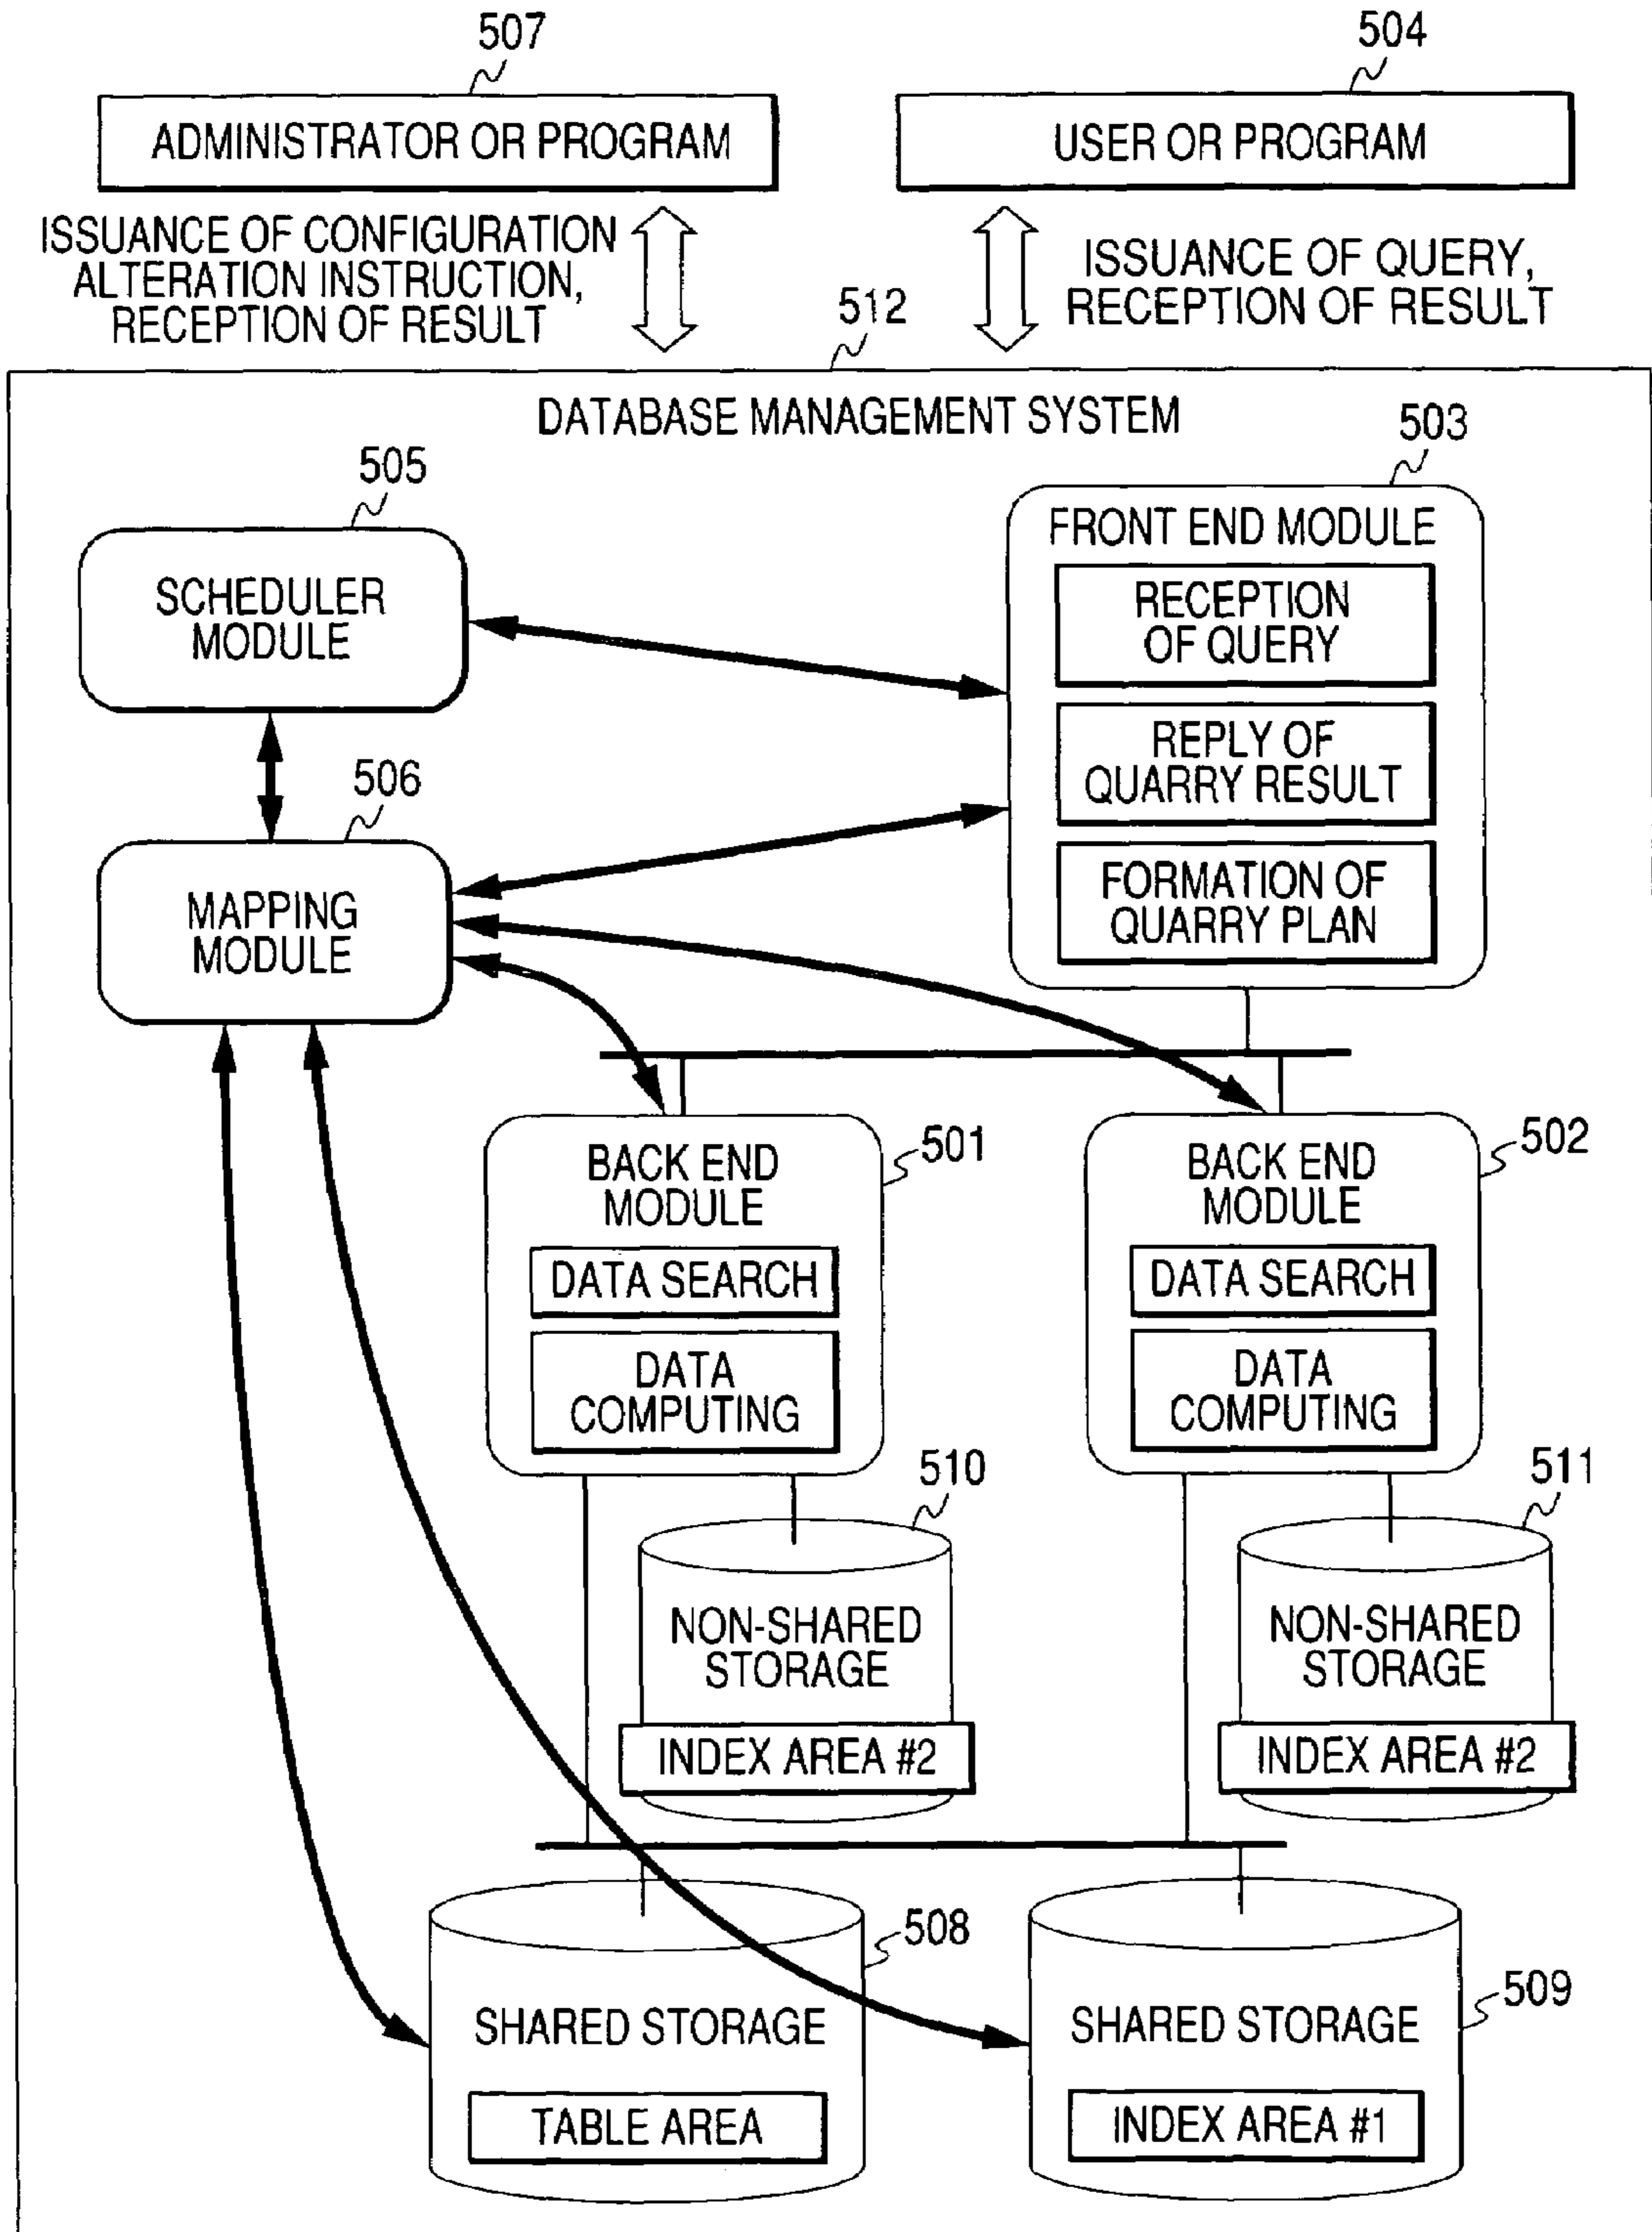 507
504
ADMINISTRATOR OR PROGRAM
USER OR PROGRAM
ISSUANCE OF CONFIGURATION
ALTERATION INSTRUCTION,
RECEPTION OF RESULT
ISSUANCE OF QUERY,
RECEPTION OF RESULT
512
DATABASE MANAGEMENT SYSTEM
505
SCHEDULER
MODULE
503
FRONT END MODULE
RECEPTION
OF QUERY
REPLY OF
QUARRY RESULT
FORMATION OF
QUARRY PLAN
506
MAPPING
MODULE
501
BACK END
MODULE
DATA SEARCH
DATA
COMPUTING
502
BACK END
MODULE
DATA SEARCH
DATA
COMPUTING
510
NON-SHARED
STORAGE
INDEX AREA #2
511
NON-SHARED
STORAGE
INDEX AREA #2
508
SHARED STORAGE
TABLE AREA
509
SHARED STORAGE
INDEX AREA #1